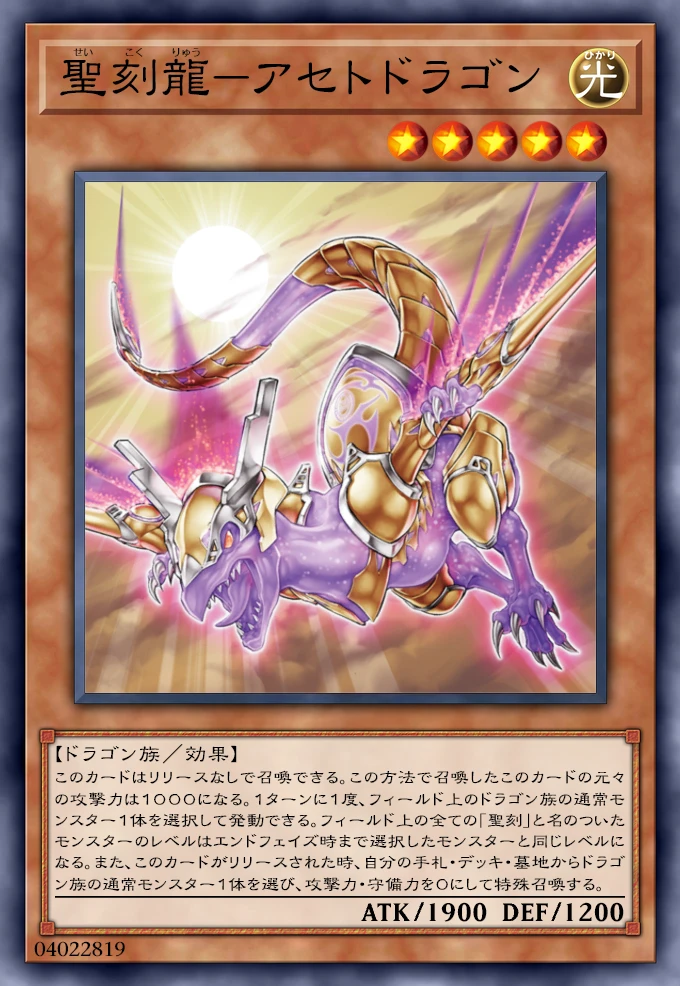 せい こく りゅう
聖刻龍－アセトドラゴン
ひかり
光
【ドラゴン族／効果】
このカードはリリースなしで召喚できる。この方法で召喚したこのカードの元々
の攻撃力は１０００になる。１ターンに１度、フィールド上のドラゴン族の通常モ
ンスター１体を選択して発動できる。フィールド上の全ての「聖刻」と名のついた
モンスターのレベルはエンドフェイズ時まで選択したモンスターと同じレベルに
なる。また、このカードがリリースされた時、自分の手札・デッキ・墓地からドラゴ
ン族の通常モンスター１体を選び、攻撃力・守備力を０にして特殊召喚する。
ATK/1900 DEF/1200
04022819